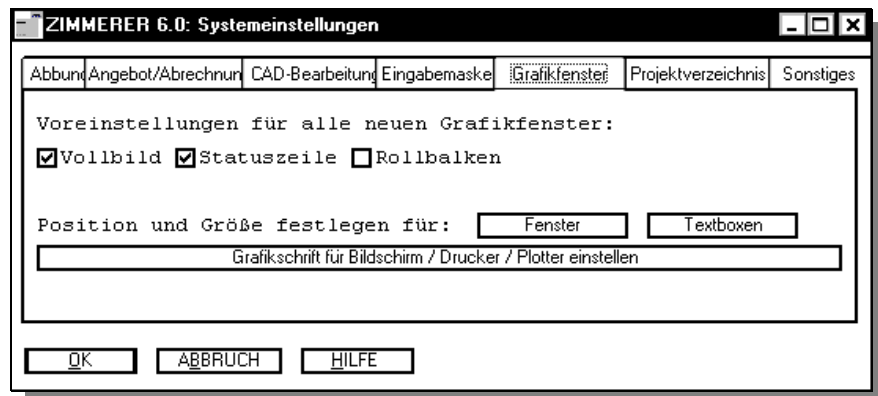 ZIMMERER 6.0: Systemeinstellungen
Abbund Angebot/Abrechnun CAD-Bearbeitung Eingabemaske Grafikfenster Projektverzeichnis Sonstiges
Voreinstellungen für alle neuen Grafikfenster:
Vollbild Statuszeile Rollbalken
Position und Größe festlegen für: Fenster Textboxen
Grafikschrift für Bildschirm / Drucker / Plotter einstellen
OK ABBRUCH HILFE